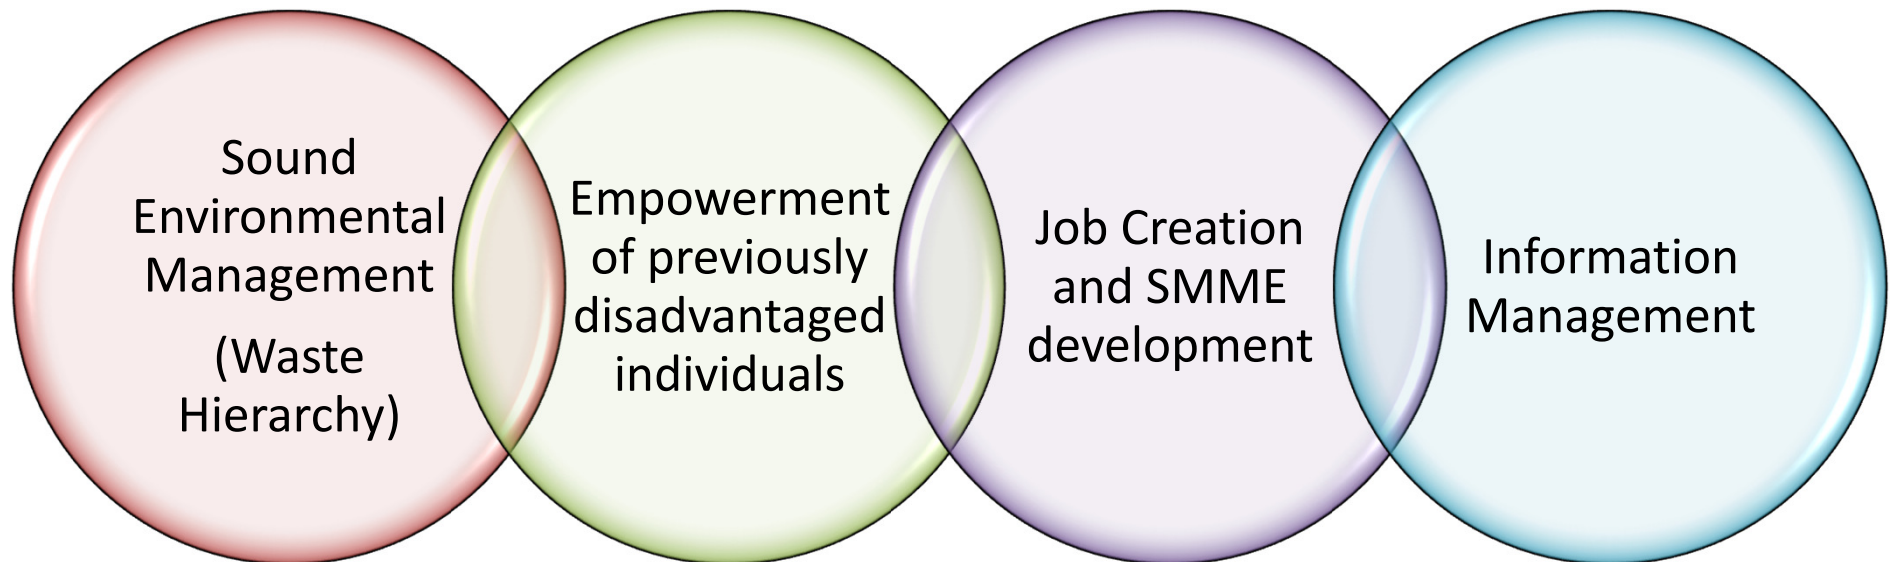 Sound
Environmental
Management
(Waste
Hierarchy)
Empowerment
of previously
disadvantaged
individuals
Job Creation
and SMME
development
Information
Management